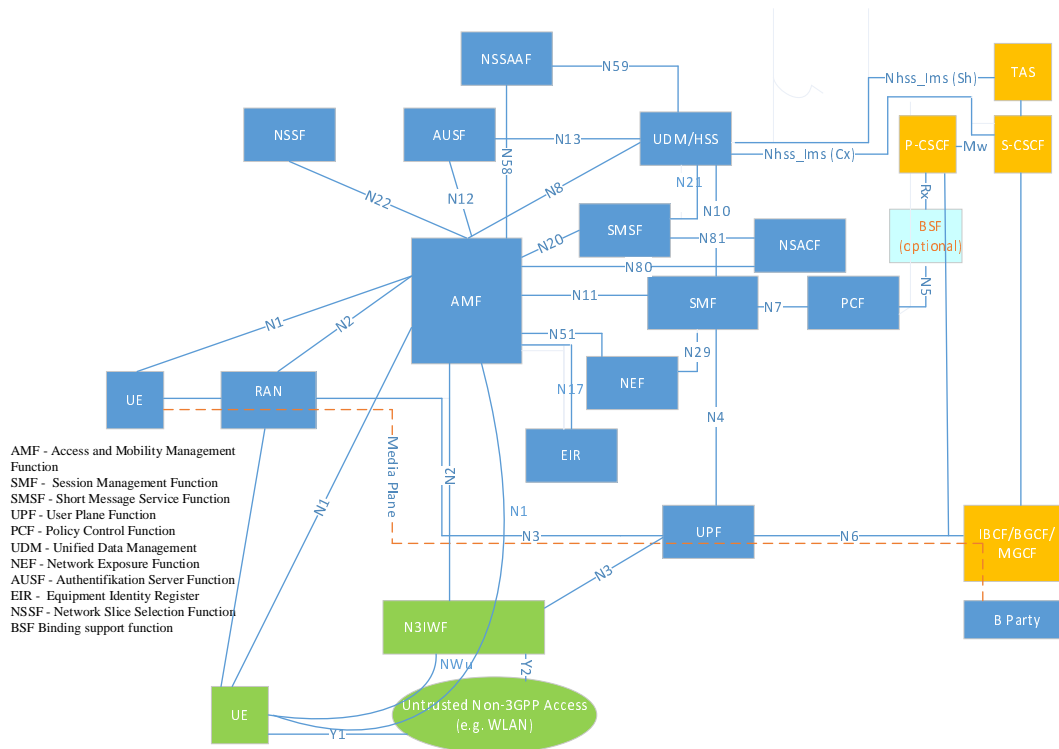 NSSAAF
N59
TAS
Nhss_Ims (Sh)
NSSF
AUSF
N13
UDM/HSS
P-CSCF
Mw
S-CSCF
Nhss_Ims (Cx)
N58
N22
N12
N8
N21
N10
Rx
SMSF
N81
NSACF
BSF
(optional)
N20
N80
AMF
N11
SMF
N7
PCF
N5
N1
N2
N51
N29
NEF
N17
UE
RAN
N4
EIR
Media Plane
AMF - Access and Mobility Management
Function
SMF - Session Management Function
SMSF - Short Message Service Function
UPF - User Plane Function
PCF - Policy Control Function
UDM - Unified Data Management
NEF - Network Exposure Function
AUSF - Authentifikation Server Function
EIR - Equipment Identity Register
NSSF - Network Slice Selection Function
BSF Binding support function
N2
N1
N1
N3
UPF
N6
IBCF/BGCF/
MGCF
N3
N3IWF
B Party
NWu
Y2
UE
Untrusted Non-3GPP Access
(e.g. WLAN)
Y1